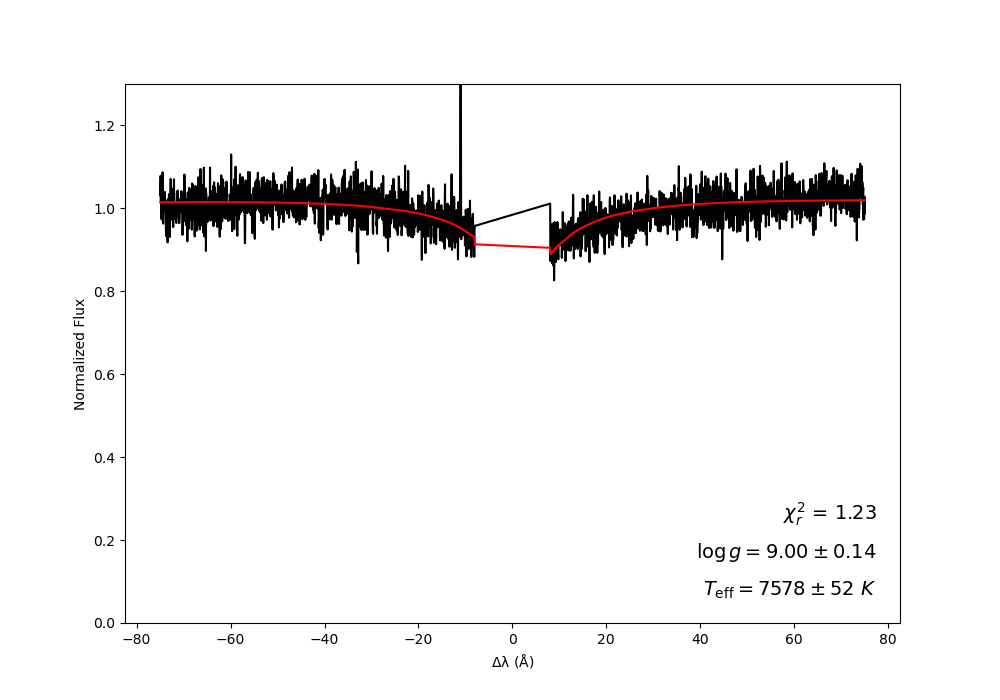 1.2
1.0
0.8
0.6
0.4
0.2
0.0
Normalized Flux
χ²ᵣ = 1.23
log g = 9.00 ± 0.14
T_eff = 7578 ± 52 K
−80 −60 −40 −20 0 20 40 60 80
Δλ (Å)